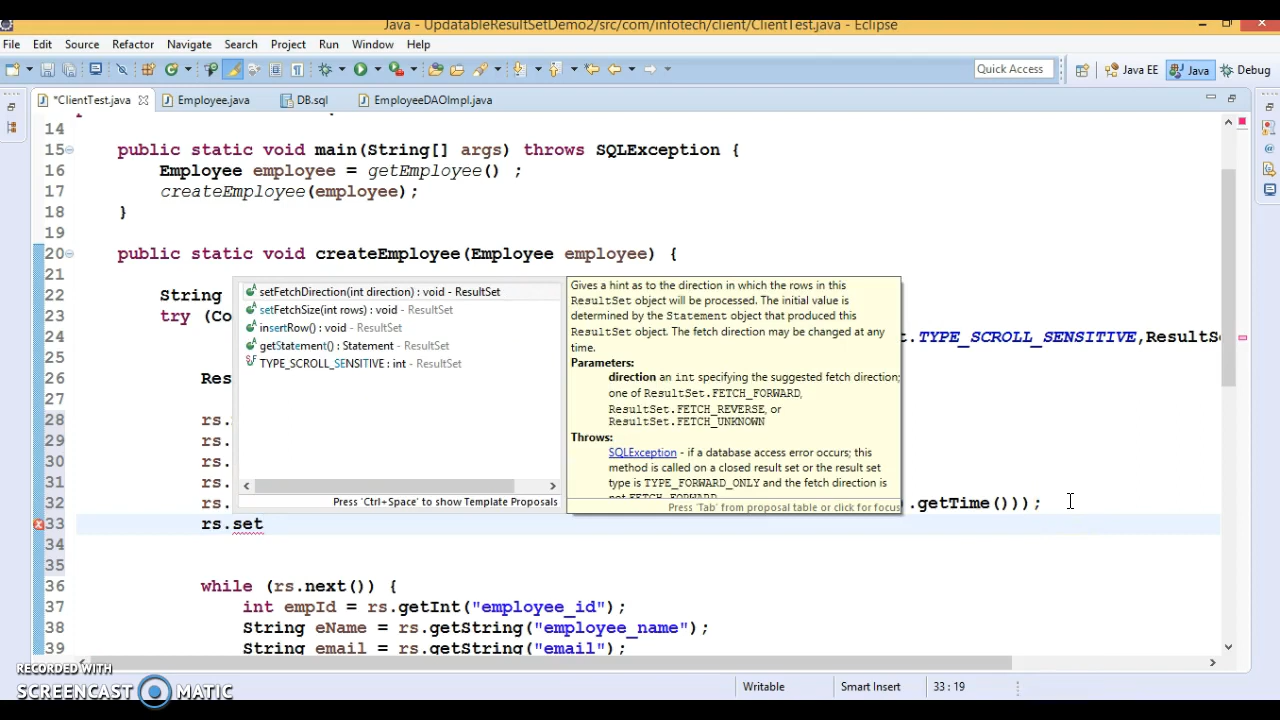 Java - UpdatableResultSetDemo2/src/com/infotech/client/ClientTest.java - Eclipse
File Edit Source Refactor Navigate Search Project Run Window Help
Quick Access Java EE Java Debug
*ClientTest.java Employee.java DB.sql EmployeeDAOImpl.java
14
15 public static void main(String[] args) throws SQLException {
16 Employee employee = getEmployee() ;
17 createEmployee(employee);
18 }
19
20 public static void createEmployee(Employee employee) {
21
22 String
23 try (Co
24 t.TYPE_SCROLL_SENSITIVE,ResultS
25
26 Res
27
28 rs.
29 rs.
30 rs.
31 rs.
32 rs. .getTime()));
33 rs.set
34
35
36 while (rs.next()) {
37 int empId = rs.getInt("employee_id");
38 String eName = rs.getString("employee_name");
39 String email = rs.getString("email");
setFetchDirection(int direction) : void - ResultSet
setFetchSize(int rows) : void - ResultSet
insertRow() : void - ResultSet
getStatement() : Statement - ResultSet
TYPE_SCROLL_SENSITIVE : int - ResultSet
Press 'Ctrl+Space' to show Template Proposals
Gives a hint as to the direction in which the rows in this
ResultSet object will be processed. The initial value is
determined by the Statement object that produced this
ResultSet object. The fetch direction may be changed at any
time.
Parameters:
direction an int specifying the suggested fetch direction;
one of ResultSet.FETCH_FORWARD,
ResultSet.FETCH_REVERSE, or
ResultSet.FETCH_UNKNOWN
Throws:
SQLException - if a database access error occurs; this
method is called on a closed result set or the result set
type is TYPE_FORWARD_ONLY and the fetch direction is
not FETCH_FORWARD
Press 'Tab' from proposal table or click for focus
RECORDED WITH
SCREENCAST MATIC
Writable Smart Insert 33 : 19